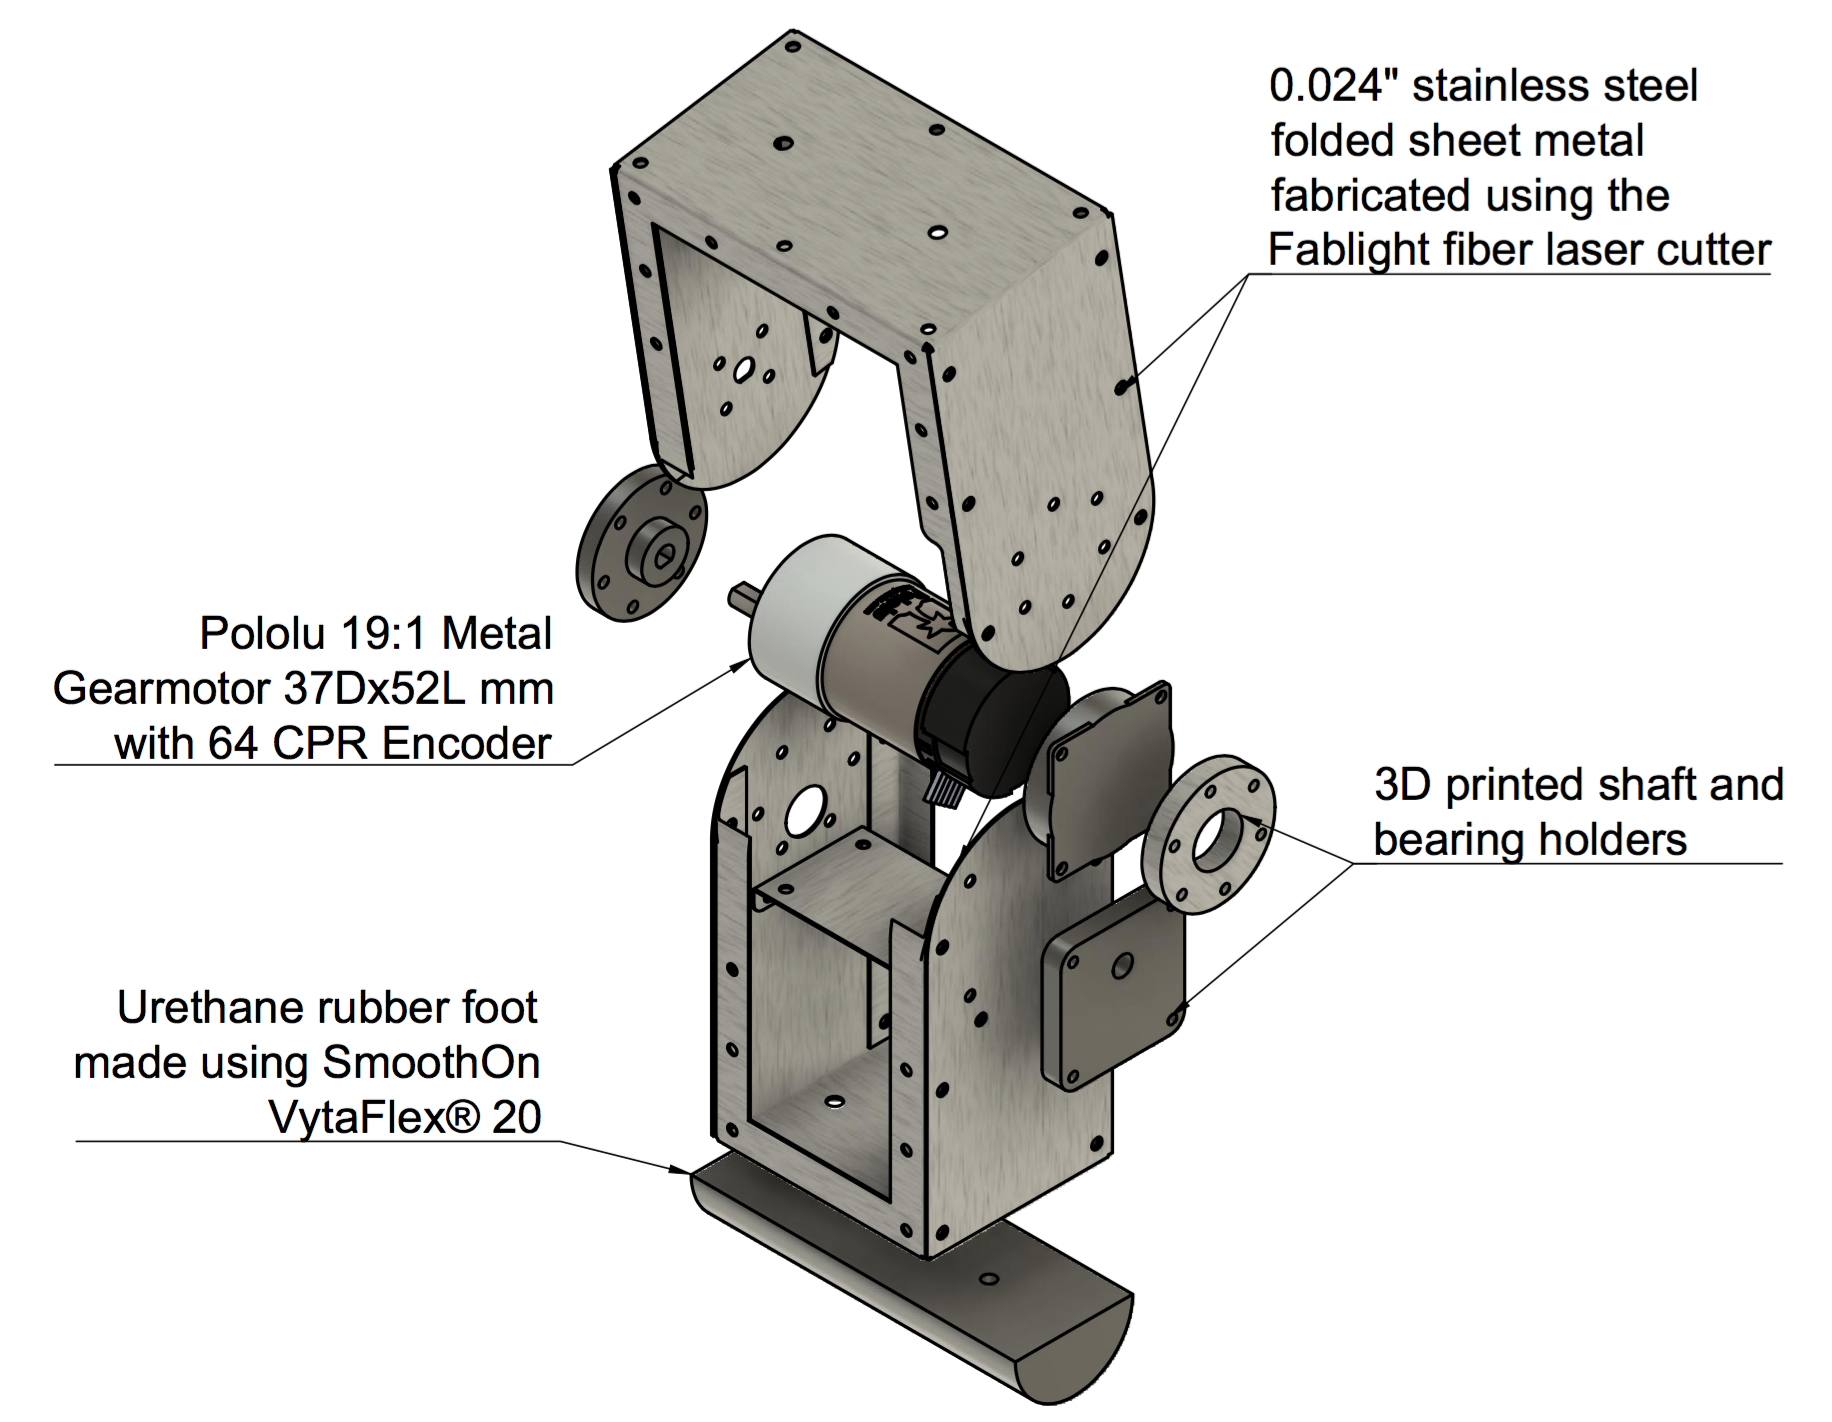 0.024" stainless steel
folded sheet metal
fabricated using the
Fablight fiber laser cutter
Pololu 19:1 Metal
Gearmotor 37Dx52L mm
with 64 CPR Encoder
3D printed shaft and
bearing holders
Urethane rubber foot
made using SmoothOn
VytaFlex® 20